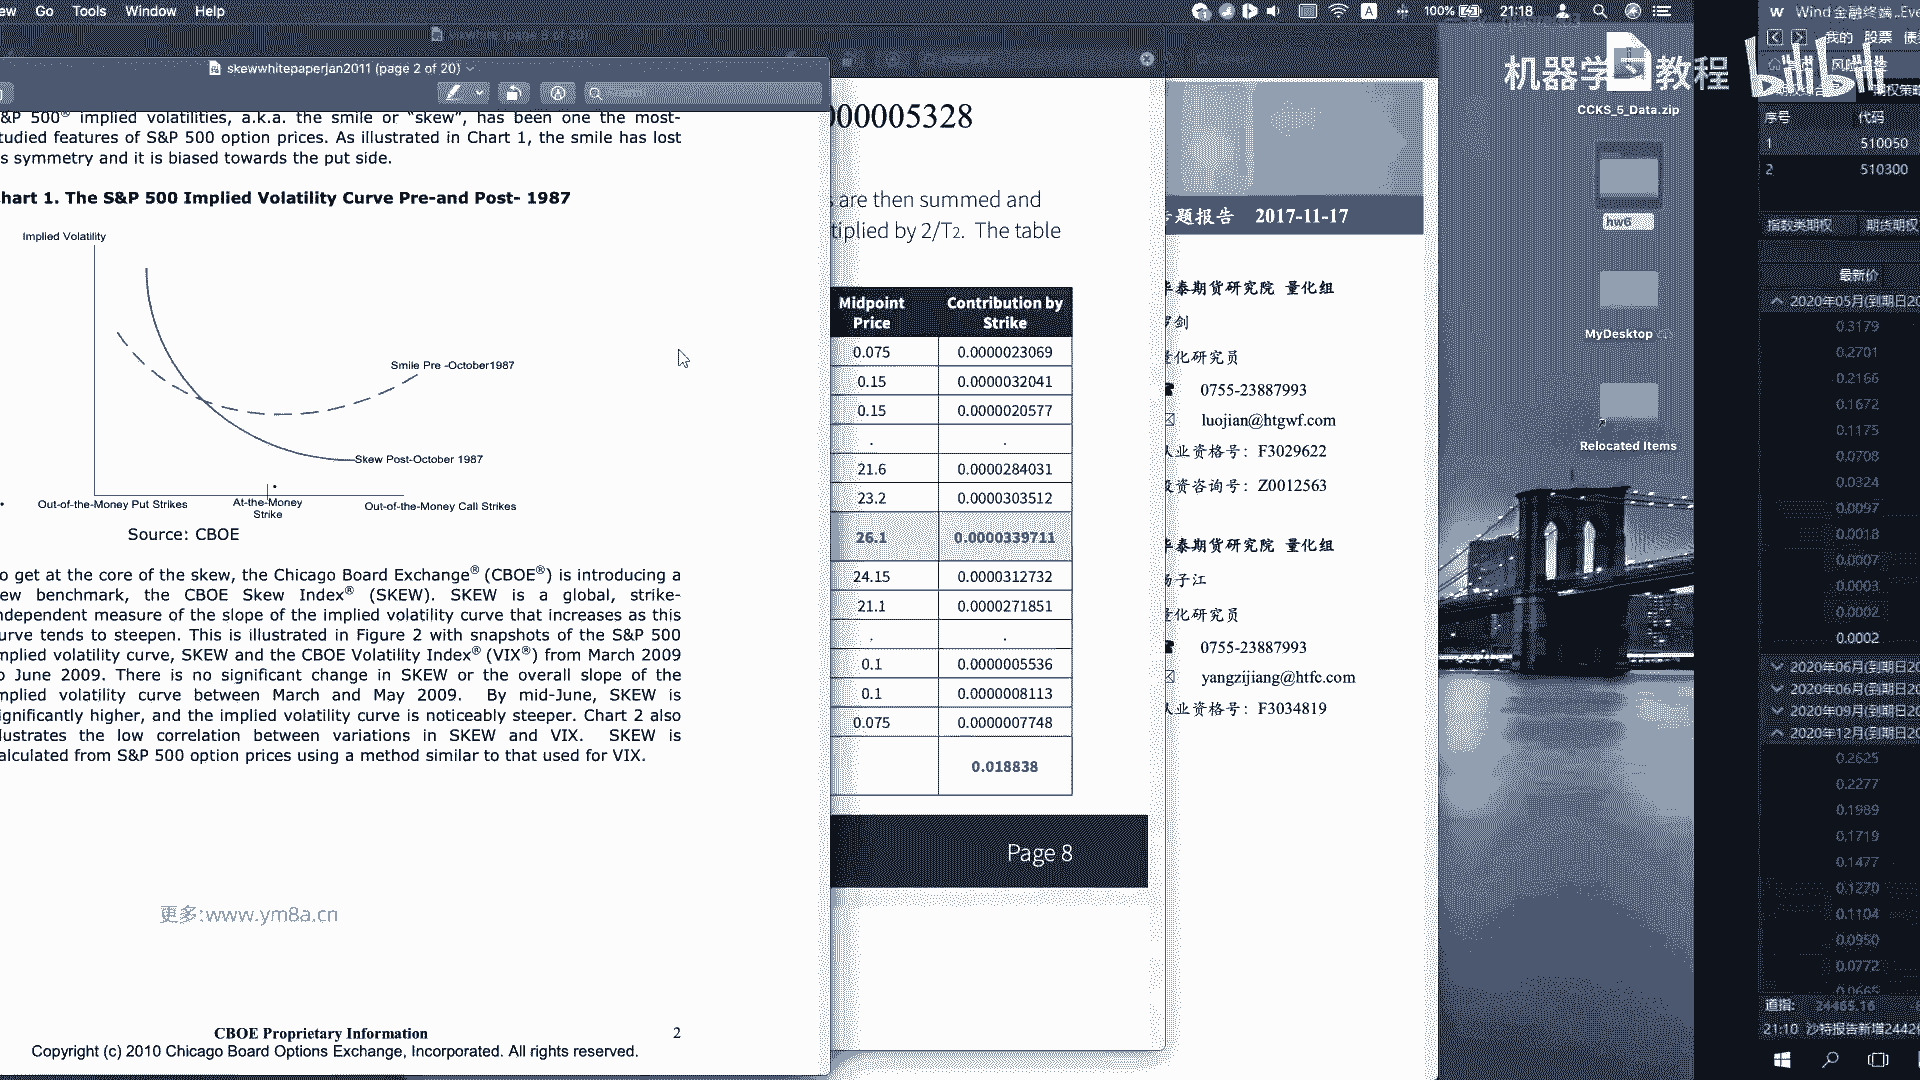 ew Go Tools Window Help
100% 21:18
skewwhitepaperjan2011 (page 2 of 20)
&P 500® implied volatilities, a.k.a. the smile or “skew”, has been one the most-
tudied features of S&P 500 option prices. As illustrated in Chart 1, the smile has lost
s symmetry and it is biased towards the put side.
hart 1. The S&P 500 Implied Volatility Curve Pre-and Post- 1987
Implied Volatility
Smile Pre -October1987
Skew Post-October 1987
Out-of-the-Money Put Strikes
At-the-Money
Strike
Out-of-the-Money Call Strikes
Source: CBOE
o get at the core of the skew, the Chicago Board Exchange® (CBOE®) is introducing a
ew benchmark, the CBOE Skew Index® (SKEW). SKEW is a global, strike-
ndependent measure of the slope of the implied volatility curve that increases as this
urve tends to steepen. This is illustrated in Figure 2 with snapshots of the S&P 500
mplied volatility curve, SKEW and the CBOE Volatility Index® (VIX®) from March 2009
o June 2009. There is no significant change in SKEW or the overall slope of the
mplied volatility curve between March and May 2009. By mid-June, SKEW is
ignificantly higher, and the implied volatility curve is noticeably steeper. Chart 2 also
llustrates the low correlation between variations in SKEW and VIX. SKEW is
alculated from S&P 500 option prices using a method similar to that used for VIX.
更多:www.ym8a.cn
CBOE Proprietary Information 2
Copyright (c) 2010 Chicago Board Options Exchange, Incorporated. All rights reserved.
000005328
are then summed and
tiplied by 2/T2. The table
Midpoint Price Contribution by Strike
0.075 0.0000023069
0.15 0.0000032041
0.15 0.0000020577
. .
21.6 0.0000284031
23.2 0.0000303512
26.1 0.0000339711
24.15 0.0000312732
21.1 0.0000271851
. .
0.1 0.0000005536
0.1 0.0000008113
0.075 0.0000007748
0.018838
Page 8
专题报告 2017-11-17
华泰期货研究院 量化组
罗剑
量化研究员
0755-23887993
luojian@htgwf.com
从业资格号：F3029622
投资咨询号：Z0012563
华泰期货研究院 量化组
杨子江
量化研究员
0755-23887993
yangzijiang@htfc.com
从业资格号：F3034819
机器学习教程 bilibili
CCKS_5_Data.zip
hw6
MyDesktop
Relocated Items
W Wind金融终端..Eve
我的 股票 债
序号 代码
1 510050
2 510300
指数类期权 期货期权
最新价
2020年05月(到期日20
0.3179
0.2701
0.2166
0.1672
0.1175
0.0708
0.0324
0.0097
0.0018
0.0007
0.0003
0.0002
0.0002
2020年06月(到期日20
2020年06月(到期日20
2020年09月(到期日20
2020年12月(到期日20
0.2625
0.2277
0.1989
0.1719
0.1477
0.1270
0.1104
0.0950
0.0772
0.0665
道指: 24465.16
21:10 沙特报告新增2442